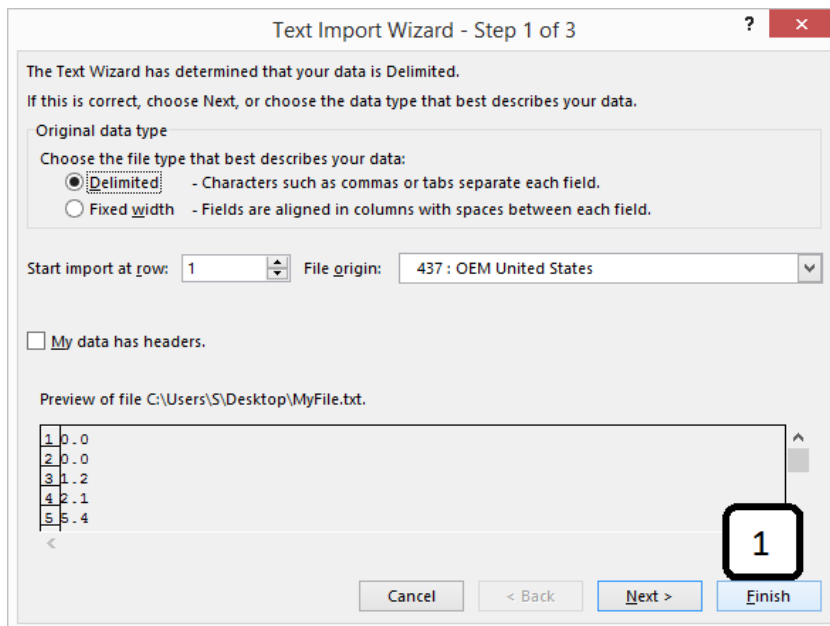 Text Import Wizard - Step 1 of 3 ? ×
The Text Wizard has determined that your data is Delimited.
If this is correct, choose Next, or choose the data type that best describes your data.
Original data type
Choose the file type that best describes your data:
Delimited - Characters such as commas or tabs separate each field.
Fixed width - Fields are aligned in columns with spaces between each field.
Start import at row: 1 File origin: 437 : OEM United States
My data has headers.
Preview of file C:\Users\S\Desktop\MyFile.txt.
1 0.0
2 0.0
3 1.2
4 2.1
5 5.4
1
Cancel < Back Next > Finish